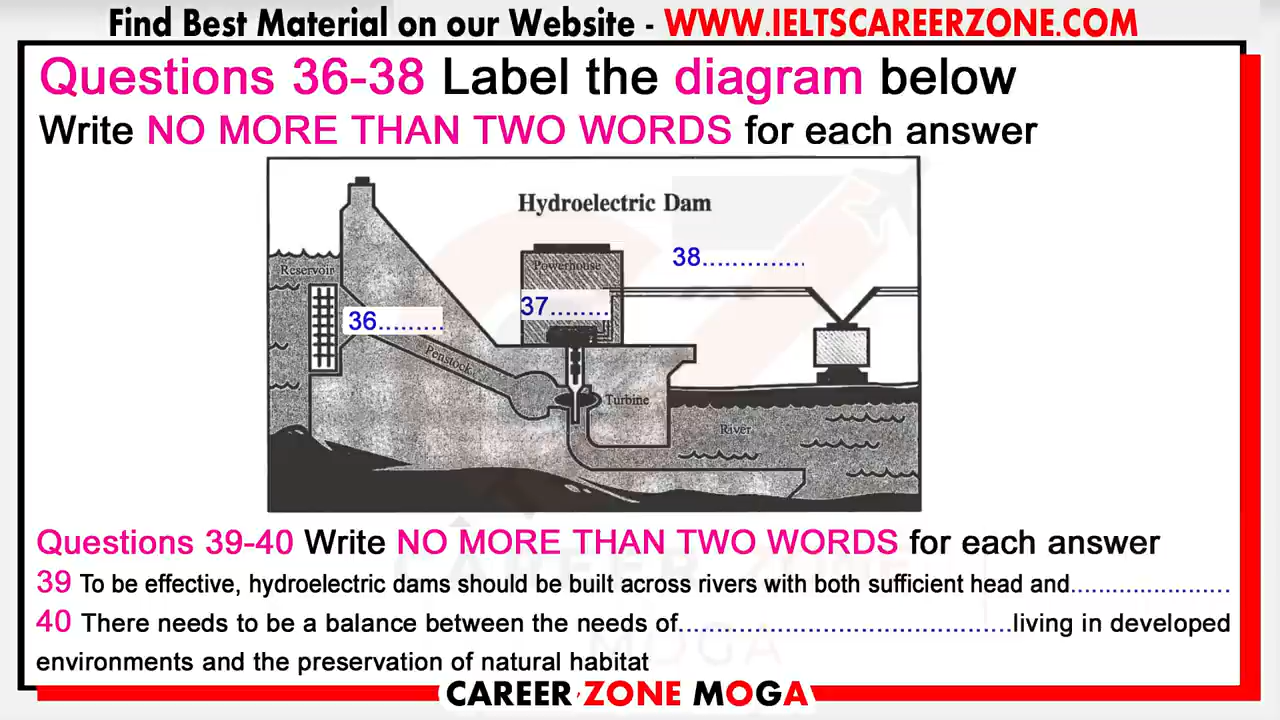 Find Best Material on our Website - WWW.IELTSCAREERZONE.COM
Questions 36-38 Label the diagram below
Write NO MORE THAN TWO WORDS for each answer
Hydroelectric Dam
38..............
Reservoir
Powerhouse
37........
36.........
Penstock
Turbine
River
Questions 39-40 Write NO MORE THAN TWO WORDS for each answer
39 To be effective, hydroelectric dams should be built across rivers with both sufficient head and.......................
40 There needs to be a balance between the needs of..........................................living in developed
environments and the preservation of natural habitat
CAREER ZONE
MOGA
CAREER ZONE MOGA